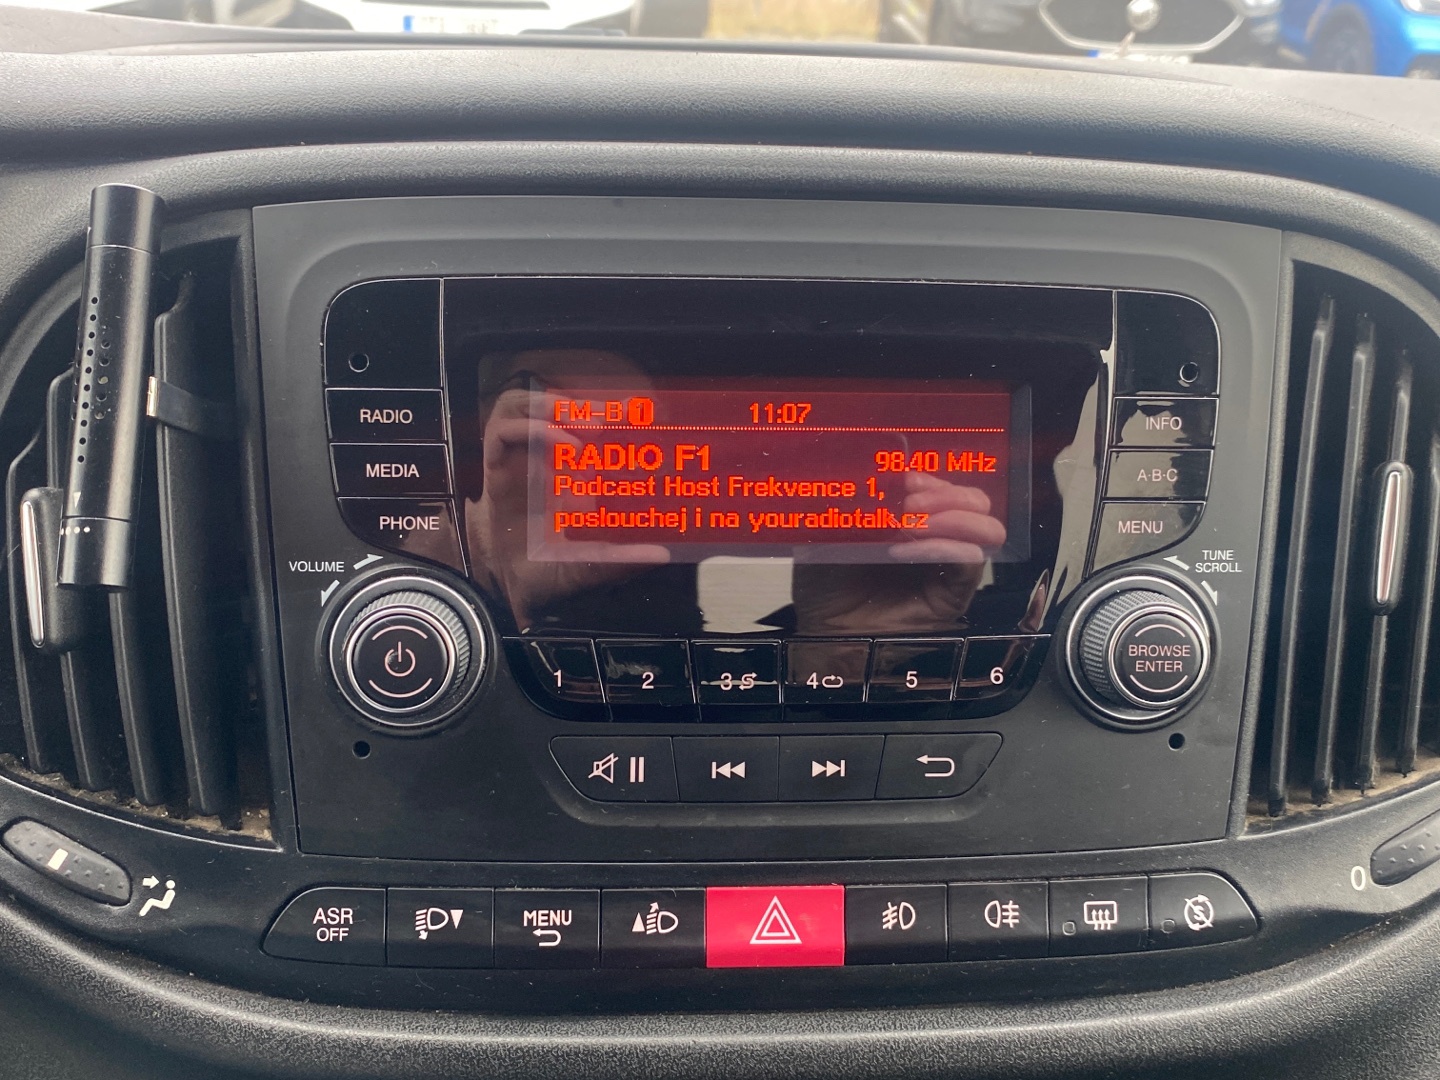 FM-B 1 11:07
RADIO F1 98.40 MHz
Podcast Host Frekvence 1,
poslouchej i na youradiotalk.cz
RADIO
MEDIA
PHONE
INFO
A·B·C
MENU
VOLUME
TUNE
SCROLL
BROWSE
ENTER
1 2 3 4 5 6
ASR
OFF
MENU
0